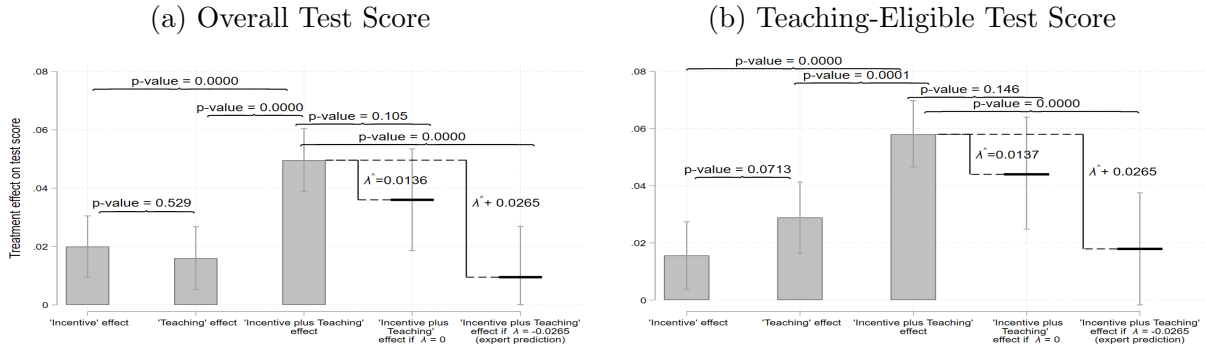 (a) Overall Test Score
Treatment effect on test score
.08
.06
.04
.02
0
p-value = 0.0000
p-value = 0.0000
p-value = 0.105
p-value = 0.0000
p-value = 0.529
λ^=0.0136
λ^+ 0.0265
'Incentive' effect
'Teaching' effect
'Incentive plus Teaching'
effect
'Incentive plus
Teaching'
effect if λ = 0
'Incentive plus Teaching'
effect if λ = -0.0265
(expert prediction)
(b) Teaching-Eligible Test Score
.08
.06
.04
.02
0
p-value = 0.0000
p-value = 0.0001
p-value = 0.146
p-value = 0.0000
p-value = 0.0713
λ^=0.0137
λ^+ 0.0265
'Incentive' effect
'Teaching' effect
'Incentive plus Teaching'
effect
'Incentive plus
Teaching'
effect if λ = 0
'Incentive plus Teaching'
effect if λ = -0.0265
(expert prediction)